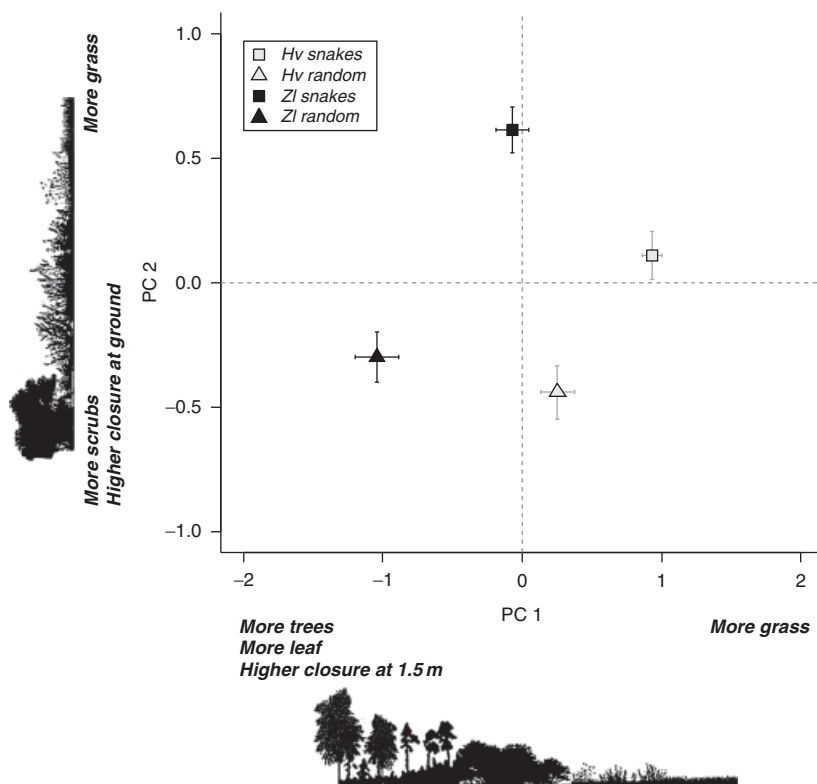 More grass
More scrubs
Higher closure at ground
PC 2
1.0
0.5
0.0
−0.5
−1.0
Hv snakes
Hv random
Zl snakes
Zl random
−2
−1
0
1
2
PC 1
More trees
More leaf
Higher closure at 1.5 m
More grass